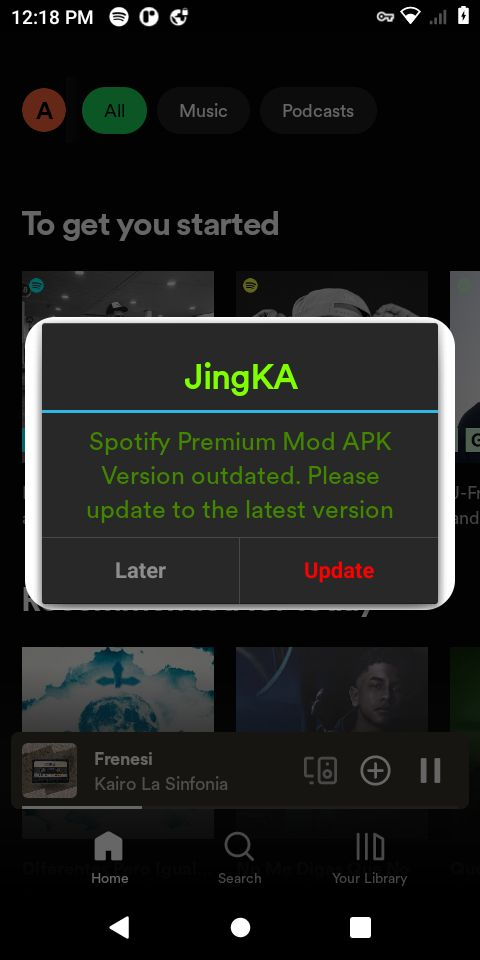 12:18 PM
A
All
Music
Podcasts
To get you started
JingKA
Spotify Premium Mod APK
Version outdated. Please
update to the latest version
Later
Update
Frenesi
Kairo La Sinfonia
Home
Search
Your Library